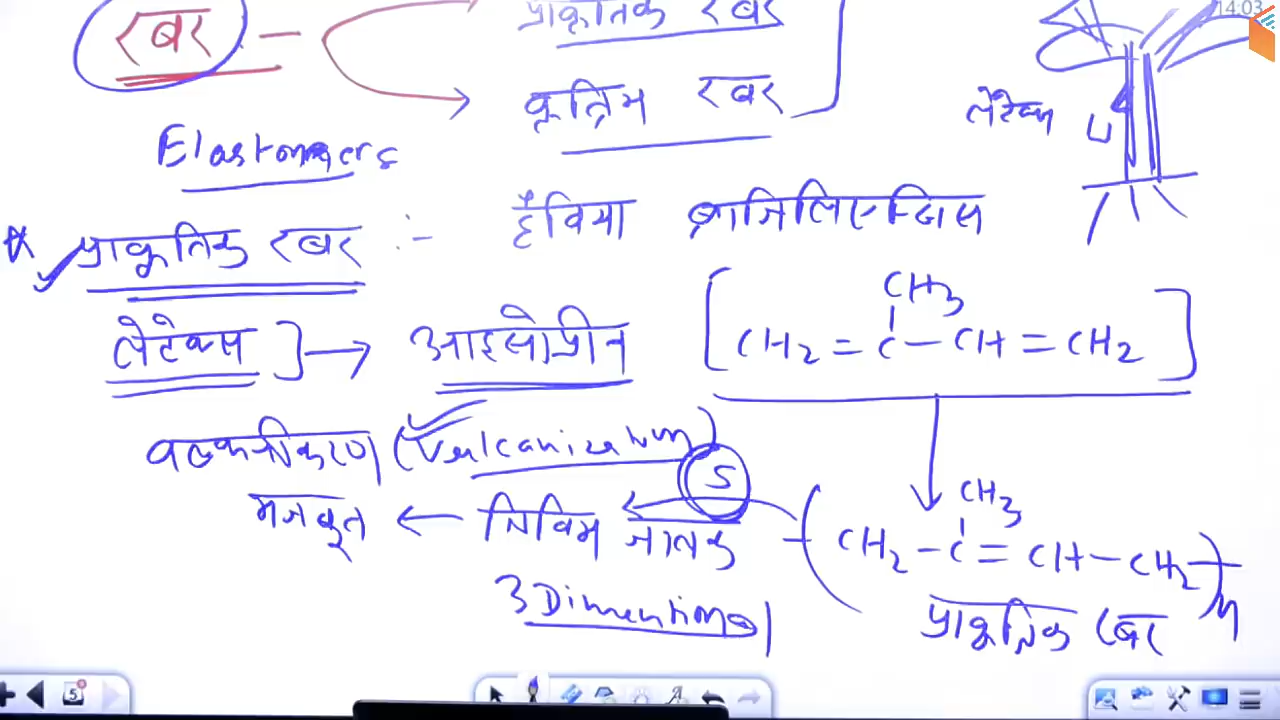 14:03
रबर –
प्राकृतिक रबर
कृत्रिम रबर
लेटेक्स
Elastomers
प्राकृतिक रबर :- हैविया ब्राजिलिएन्सिस
लेटेक्स ] → आइसोप्रीन [ CH2 = C – CH = CH2 ]
CH3
वल्कनीकरण (Vulcanization)
S
मजबूत ← त्रिविम जालक
CH3
( CH2 – C = CH – CH2 )n
3 Dimentional
प्राकृतिक रबर
5